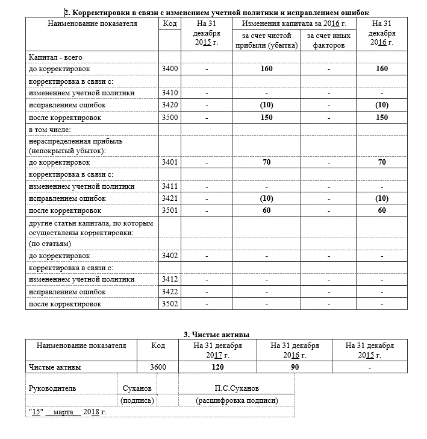 2. Корректировки в связи с изменением учетной политики и исправлением ошибок
Наименование показателя Код На 31 декабря 2015 г. Изменения капитала за 2016 г. На 31 декабря 2016 г.
за счет чистой прибыли (убытка) за счет иных факторов
Капитал - всего
до корректировок 3400 - 160 - 160
корректировка в связи с:
изменением учетной политики 3410 - - - -
исправлением ошибок 3420 - (10) - (10)
после корректировок 3500 - 150 - 150
в том числе:
нераспределенная прибыль
(непокрытый убыток):
до корректировок 3401 - 70 - 70
корректировка в связи с:
изменением учетной политики 3411 - - - -
исправлением ошибок 3421 - (10) - (10)
после корректировок 3501 - 60 - 60
другие статьи капитала, по которым
осуществлены корректировки:
(по статьям)
до корректировок 3402 - - - -
корректировка в связи с:
изменением учетной политики 3412 - - - -
исправлением ошибок 3422 - - - -
после корректировок 3502 - - - -
3. Чистые активы
Наименование показателя Код На 31 декабря 2017 г. На 31 декабря 2016 г. На 31 декабря 2015 г.
Чистые активы 3600 120 90 -
Руководитель Суханов П.С.Суханов
(подпись) (расшифровка подписи)
"15" марта 2018 г.